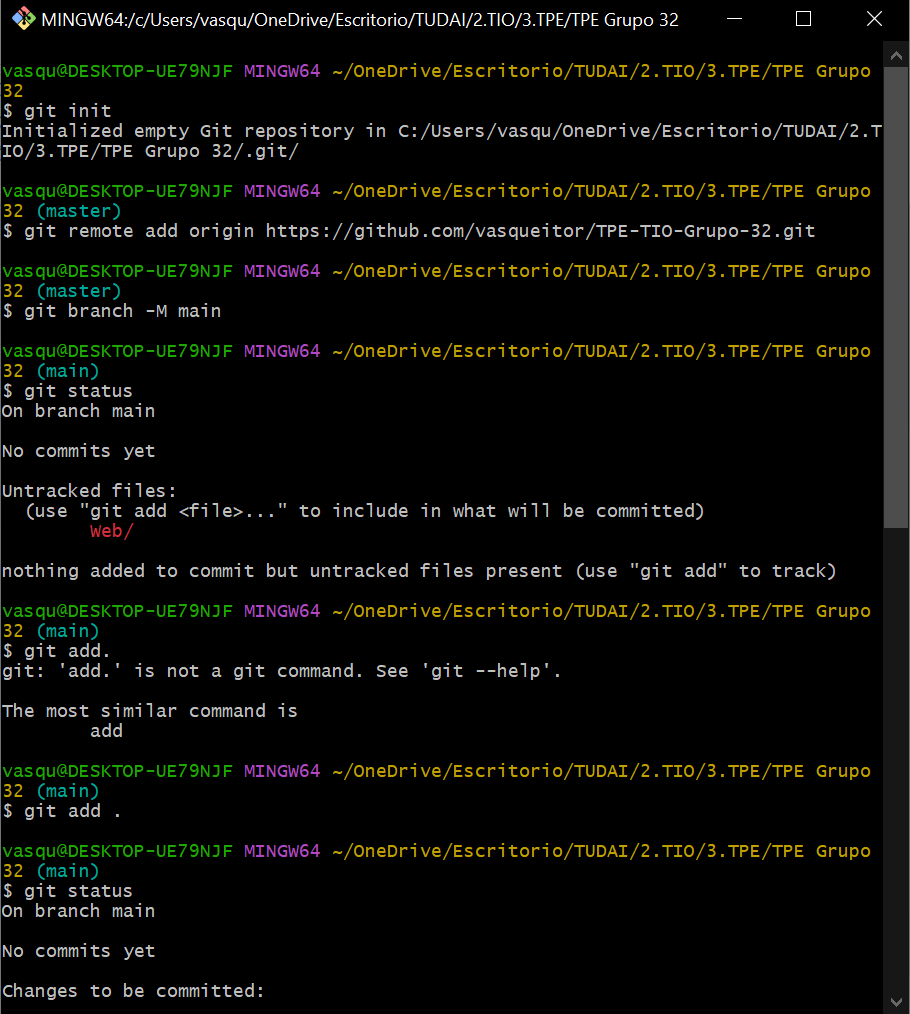 MINGW64:/c/Users/vasqu/OneDrive/Escritorio/TUDAI/2.TIO/3.TPE/TPE Grupo 32
vasqu@DESKTOP-UE79NJF MINGW64 ~/OneDrive/Escritorio/TUDAI/2.TIO/3.TPE/TPE Grupo
32
$ git init
Initialized empty Git repository in C:/Users/vasqu/OneDrive/Escritorio/TUDAI/2.T
IO/3.TPE/TPE Grupo 32/.git/
vasqu@DESKTOP-UE79NJF MINGW64 ~/OneDrive/Escritorio/TUDAI/2.TIO/3.TPE/TPE Grupo
32 (master)
$ git remote add origin https://github.com/vasqueitor/TPE-TIO-Grupo-32.git
vasqu@DESKTOP-UE79NJF MINGW64 ~/OneDrive/Escritorio/TUDAI/2.TIO/3.TPE/TPE Grupo
32 (master)
$ git branch -M main
vasqu@DESKTOP-UE79NJF MINGW64 ~/OneDrive/Escritorio/TUDAI/2.TIO/3.TPE/TPE Grupo
32 (main)
$ git status
On branch main
No commits yet
Untracked files:
  (use "git add <file>..." to include in what will be committed)
        Web/
nothing added to commit but untracked files present (use "git add" to track)
vasqu@DESKTOP-UE79NJF MINGW64 ~/OneDrive/Escritorio/TUDAI/2.TIO/3.TPE/TPE Grupo
32 (main)
$ git add.
git: 'add.' is not a git command. See 'git --help'.
The most similar command is
        add
vasqu@DESKTOP-UE79NJF MINGW64 ~/OneDrive/Escritorio/TUDAI/2.TIO/3.TPE/TPE Grupo
32 (main)
$ git add .
vasqu@DESKTOP-UE79NJF MINGW64 ~/OneDrive/Escritorio/TUDAI/2.TIO/3.TPE/TPE Grupo
32 (main)
$ git status
On branch main
No commits yet
Changes to be committed: